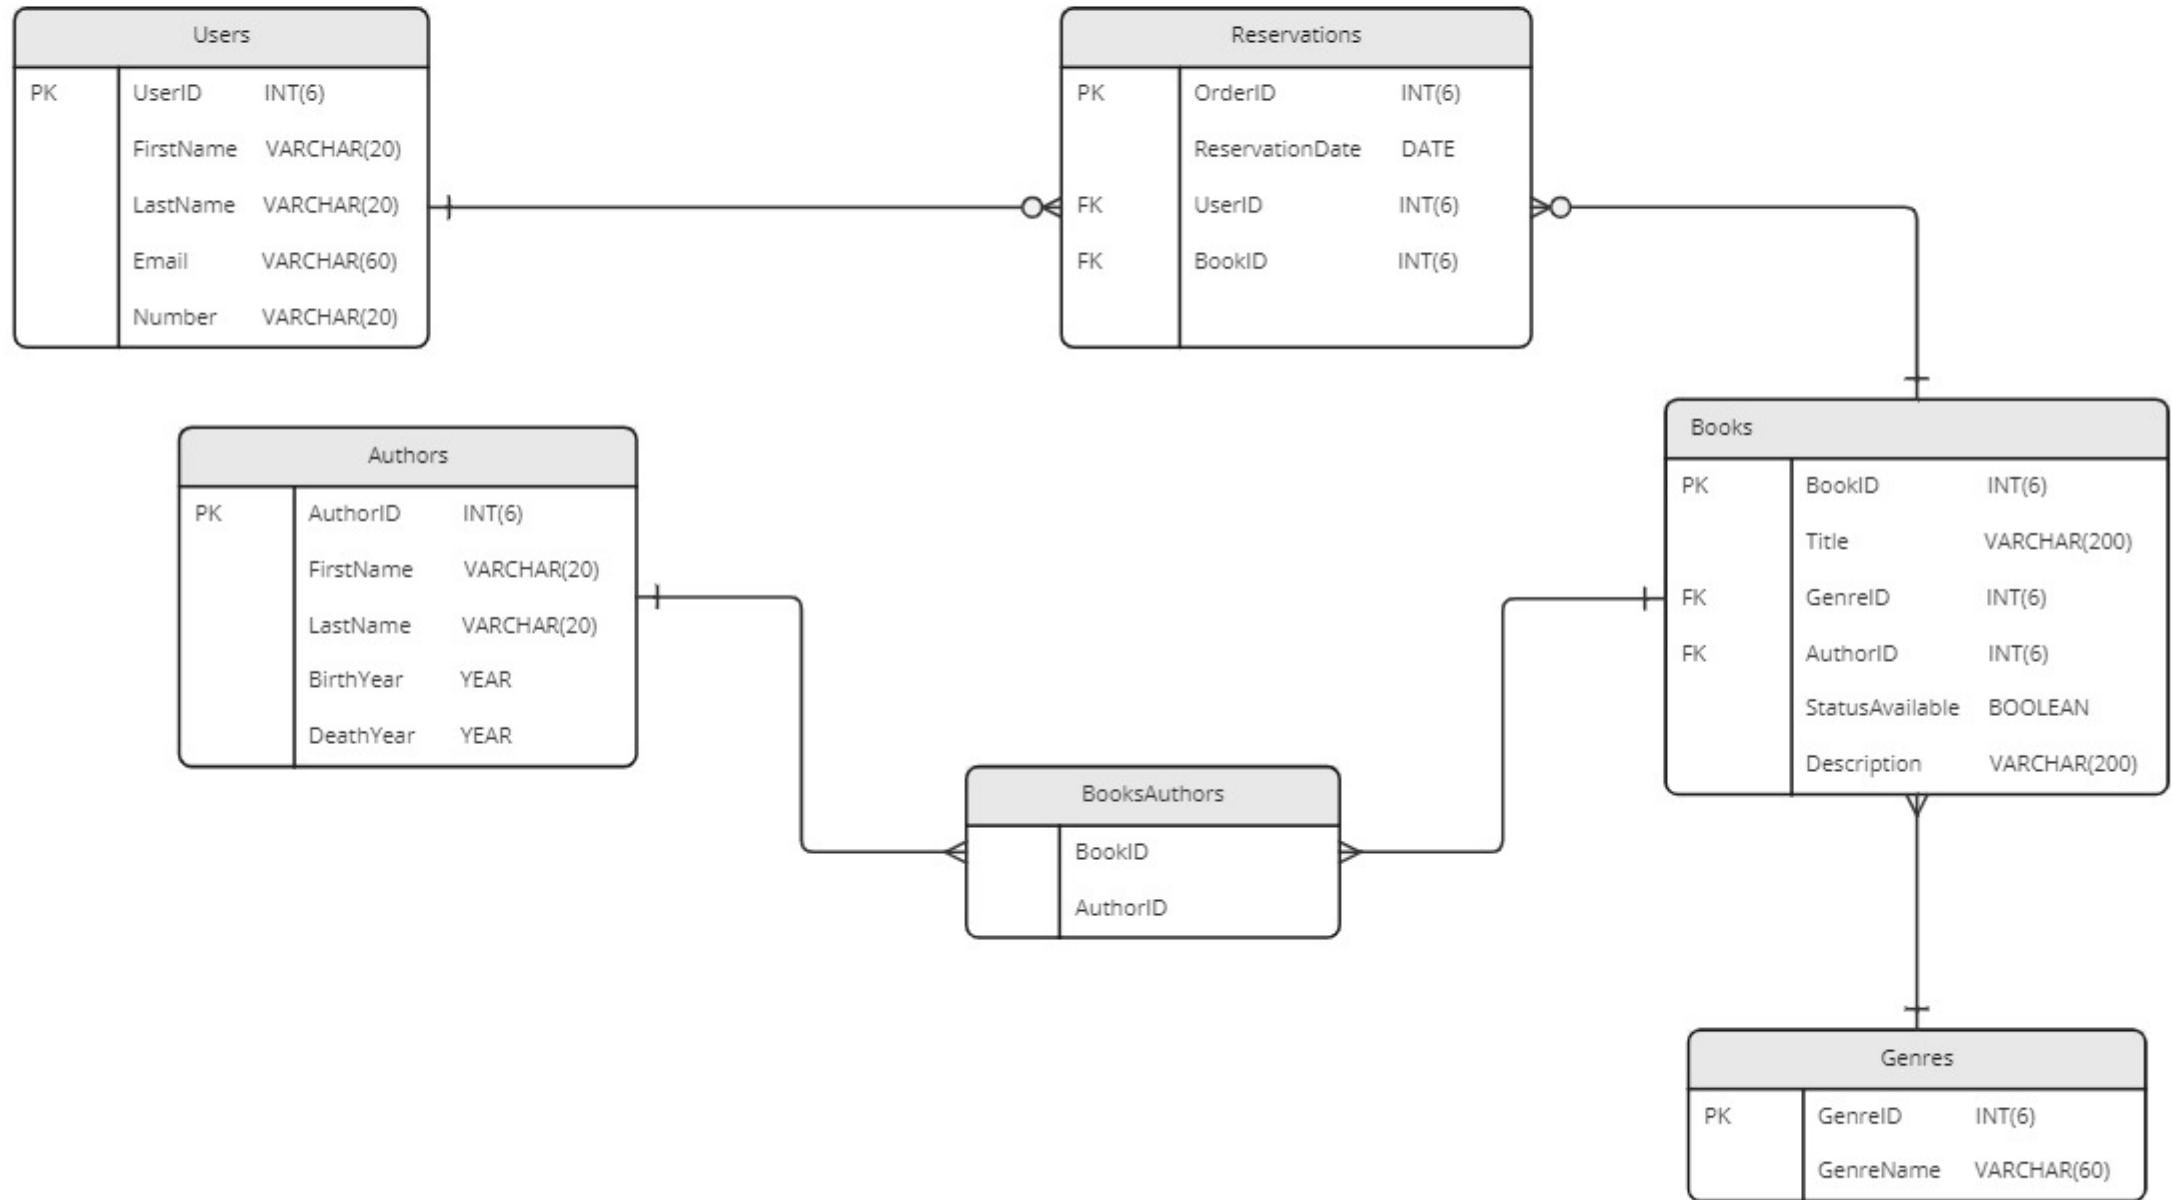 Users
PK UserID INT(6)
FirstName VARCHAR(20)
LastName VARCHAR(20)
Email VARCHAR(60)
Number VARCHAR(20)
Reservations
PK OrderID INT(6)
ReservationDate DATE
FK UserID INT(6)
FK BookID INT(6)
Authors
PK AuthorID INT(6)
FirstName VARCHAR(20)
LastName VARCHAR(20)
BirthYear YEAR
DeathYear YEAR
Books
PK BookID INT(6)
Title VARCHAR(200)
FK GenreID INT(6)
FK AuthorID INT(6)
StatusAvailable BOOLEAN
Description VARCHAR(200)
BooksAuthors
BookID
AuthorID
Genres
PK GenreID INT(6)
GenreName VARCHAR(60)